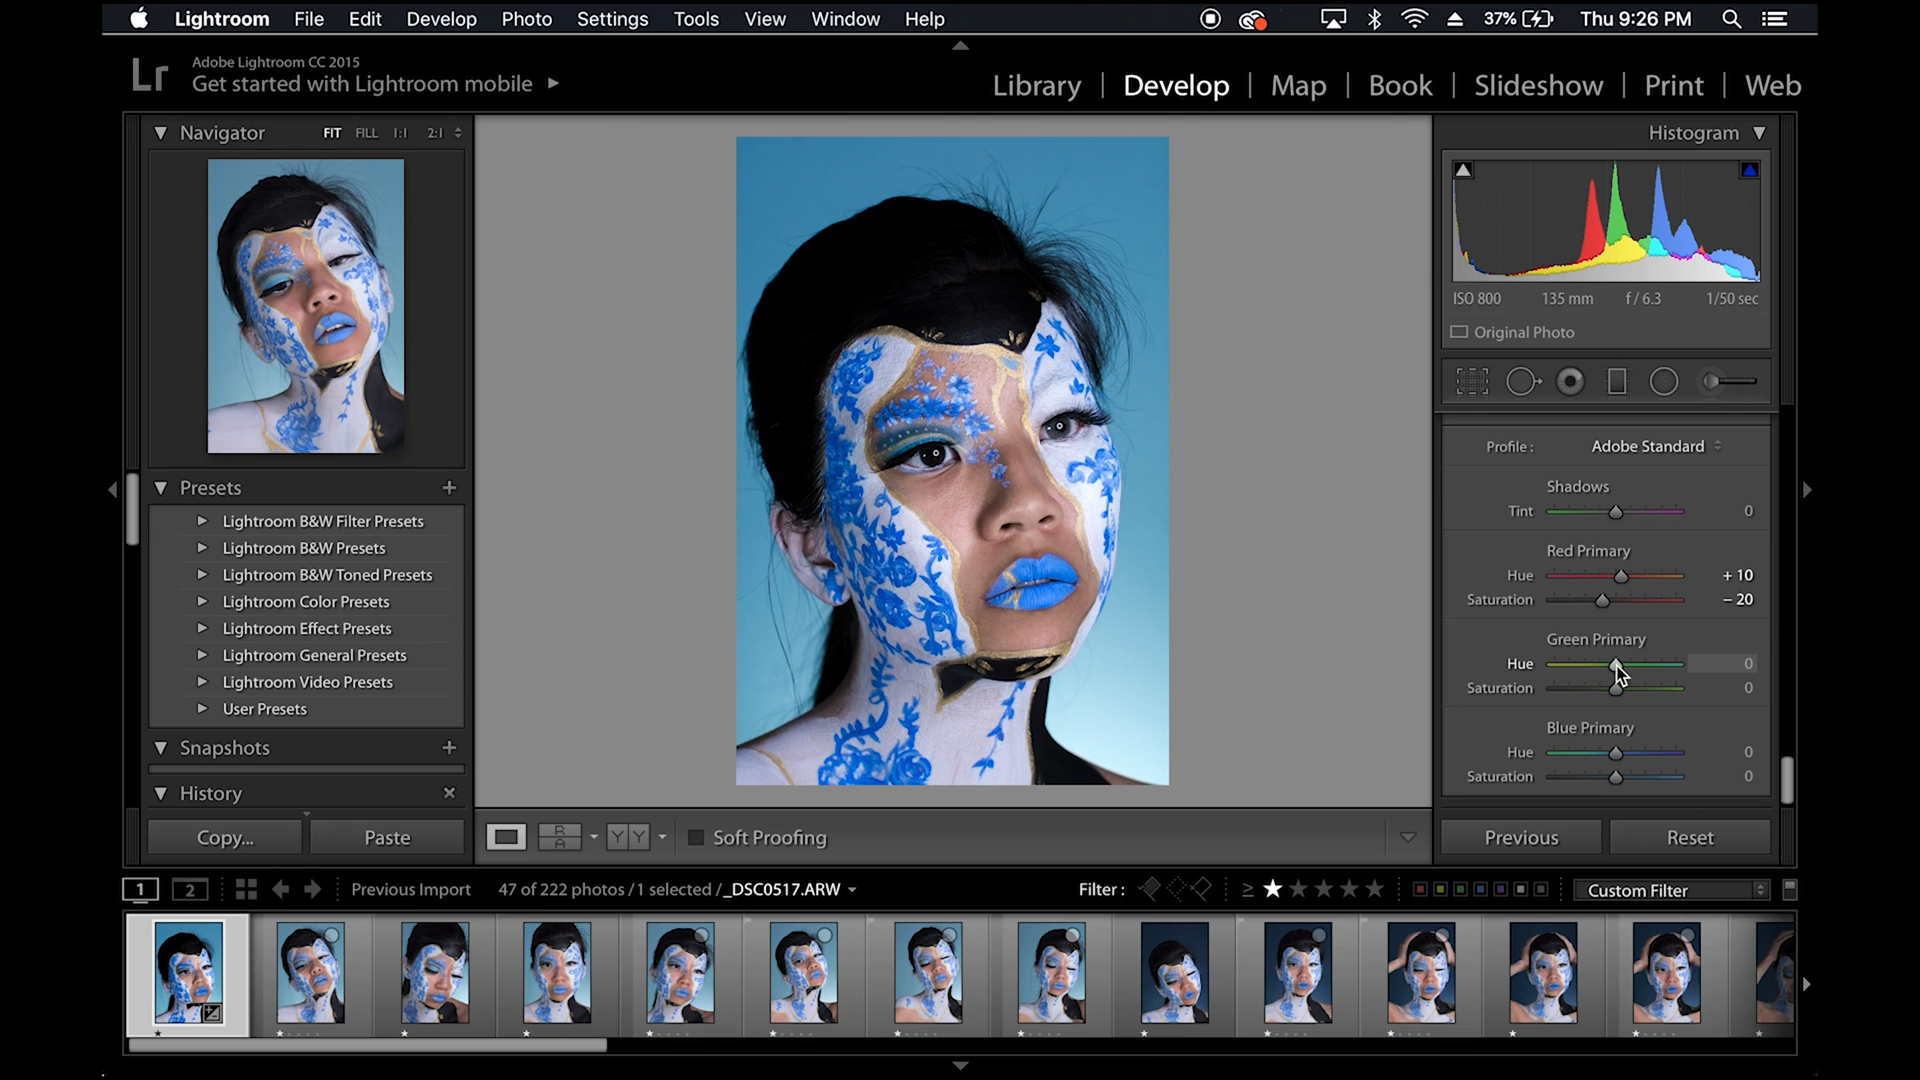 Lightroom File Edit Develop Photo Settings Tools View Window Help 37% Thu 9:26 PM
Lr Adobe Lightroom CC 2015
Get started with Lightroom mobile
Library | Develop | Map | Book | Slideshow | Print | Web
Navigator FIT FILL 1:1 2:1
Presets +
Lightroom B&W Filter Presets
Lightroom B&W Presets
Lightroom B&W Toned Presets
Lightroom Color Presets
Lightroom Effect Presets
Lightroom General Presets
Lightroom Video Presets
User Presets
Snapshots +
History ×
Copy... Paste
R A Y Y Soft Proofing
Histogram
ISO 800 135 mm f / 6.3 1/50 sec
Original Photo
Profile : Adobe Standard
Shadows
Tint 0
Red Primary
Hue + 10
Saturation − 20
Green Primary
Hue 0
Saturation 0
Blue Primary
Hue 0
Saturation 0
Previous Reset
1 2 Previous Import 47 of 222 photos / 1 selected / _DSC0517.ARW Filter : ≥ Custom Filter